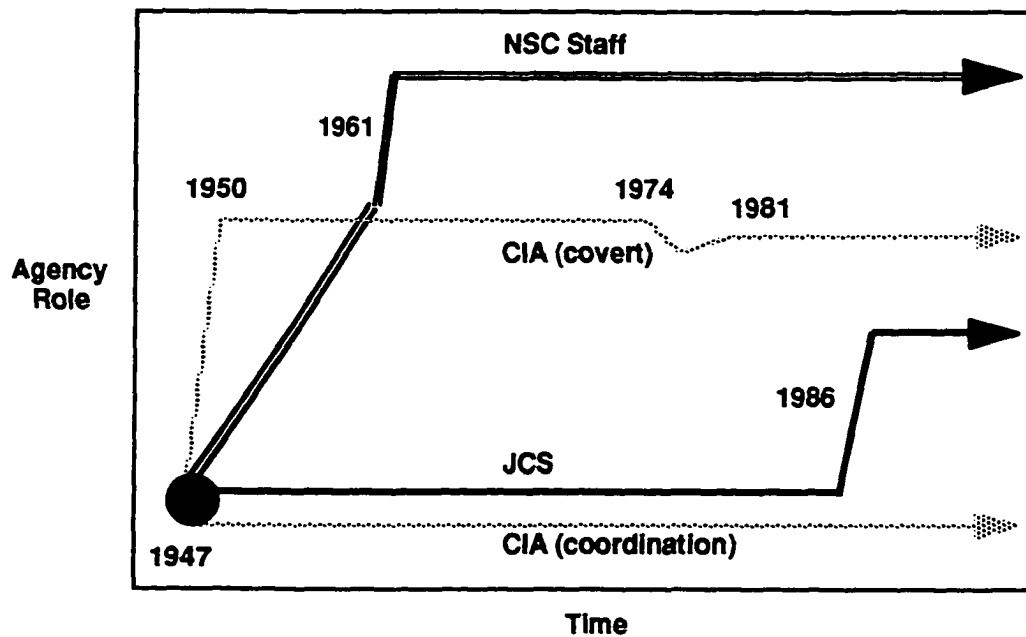 NSC Staff
1961
1950
1974
1981
CIA (covert)
Agency
Role
1986
JCS
CIA (coordination)
1947
Time